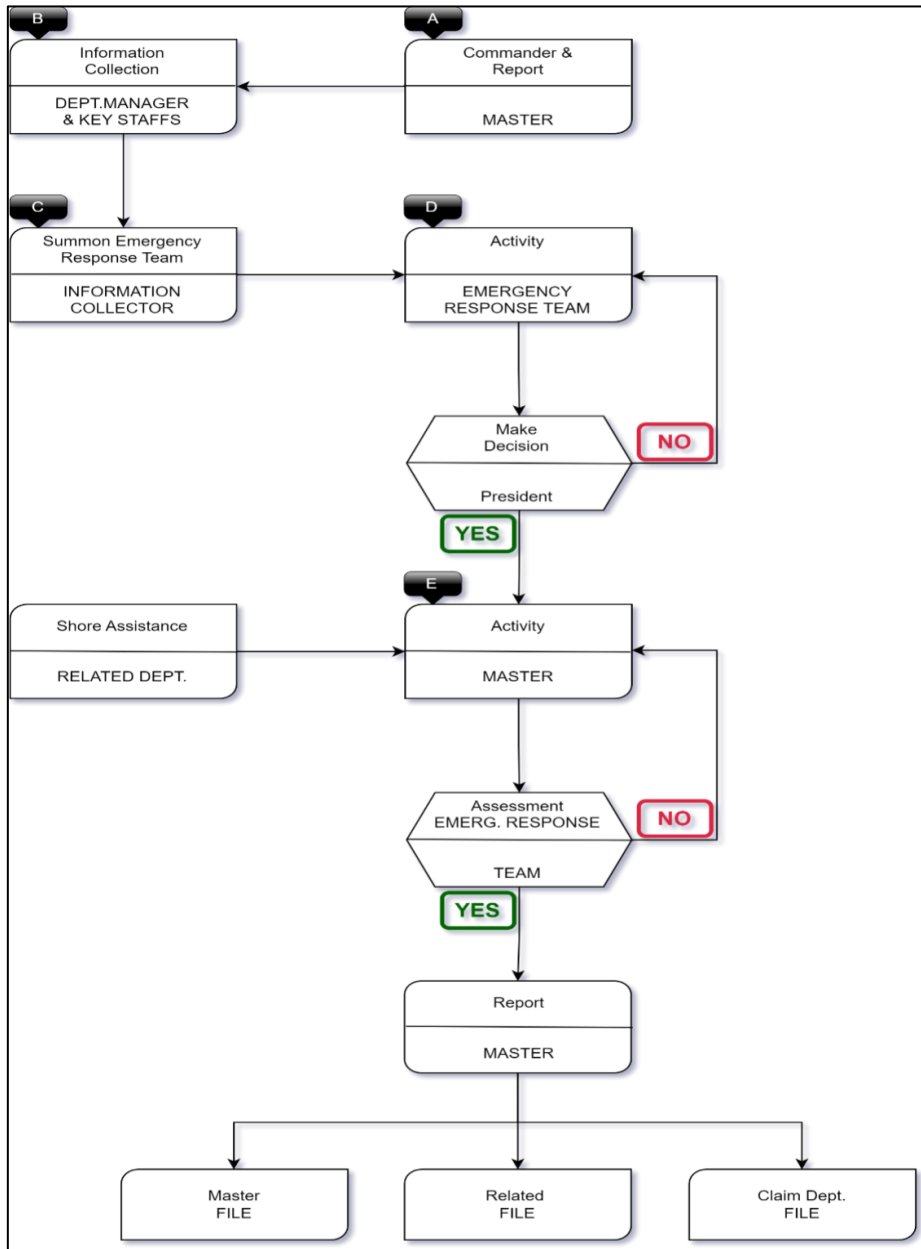 B
Information
Collection
DEPT.MANAGER
& KEY STAFFS
A
Commander &
Report
MASTER
C
Summon Emergency
Response Team
INFORMATION
COLLECTOR
D
Activity
EMERGENCY
RESPONSE TEAM
Make
Decision
President
NO
YES
Shore Assistance
RELATED DEPT.
E
Activity
MASTER
Assessment
EMERG. RESPONSE
TEAM
NO
YES
Report
MASTER
Master
FILE
Related
FILE
Claim Dept.
FILE